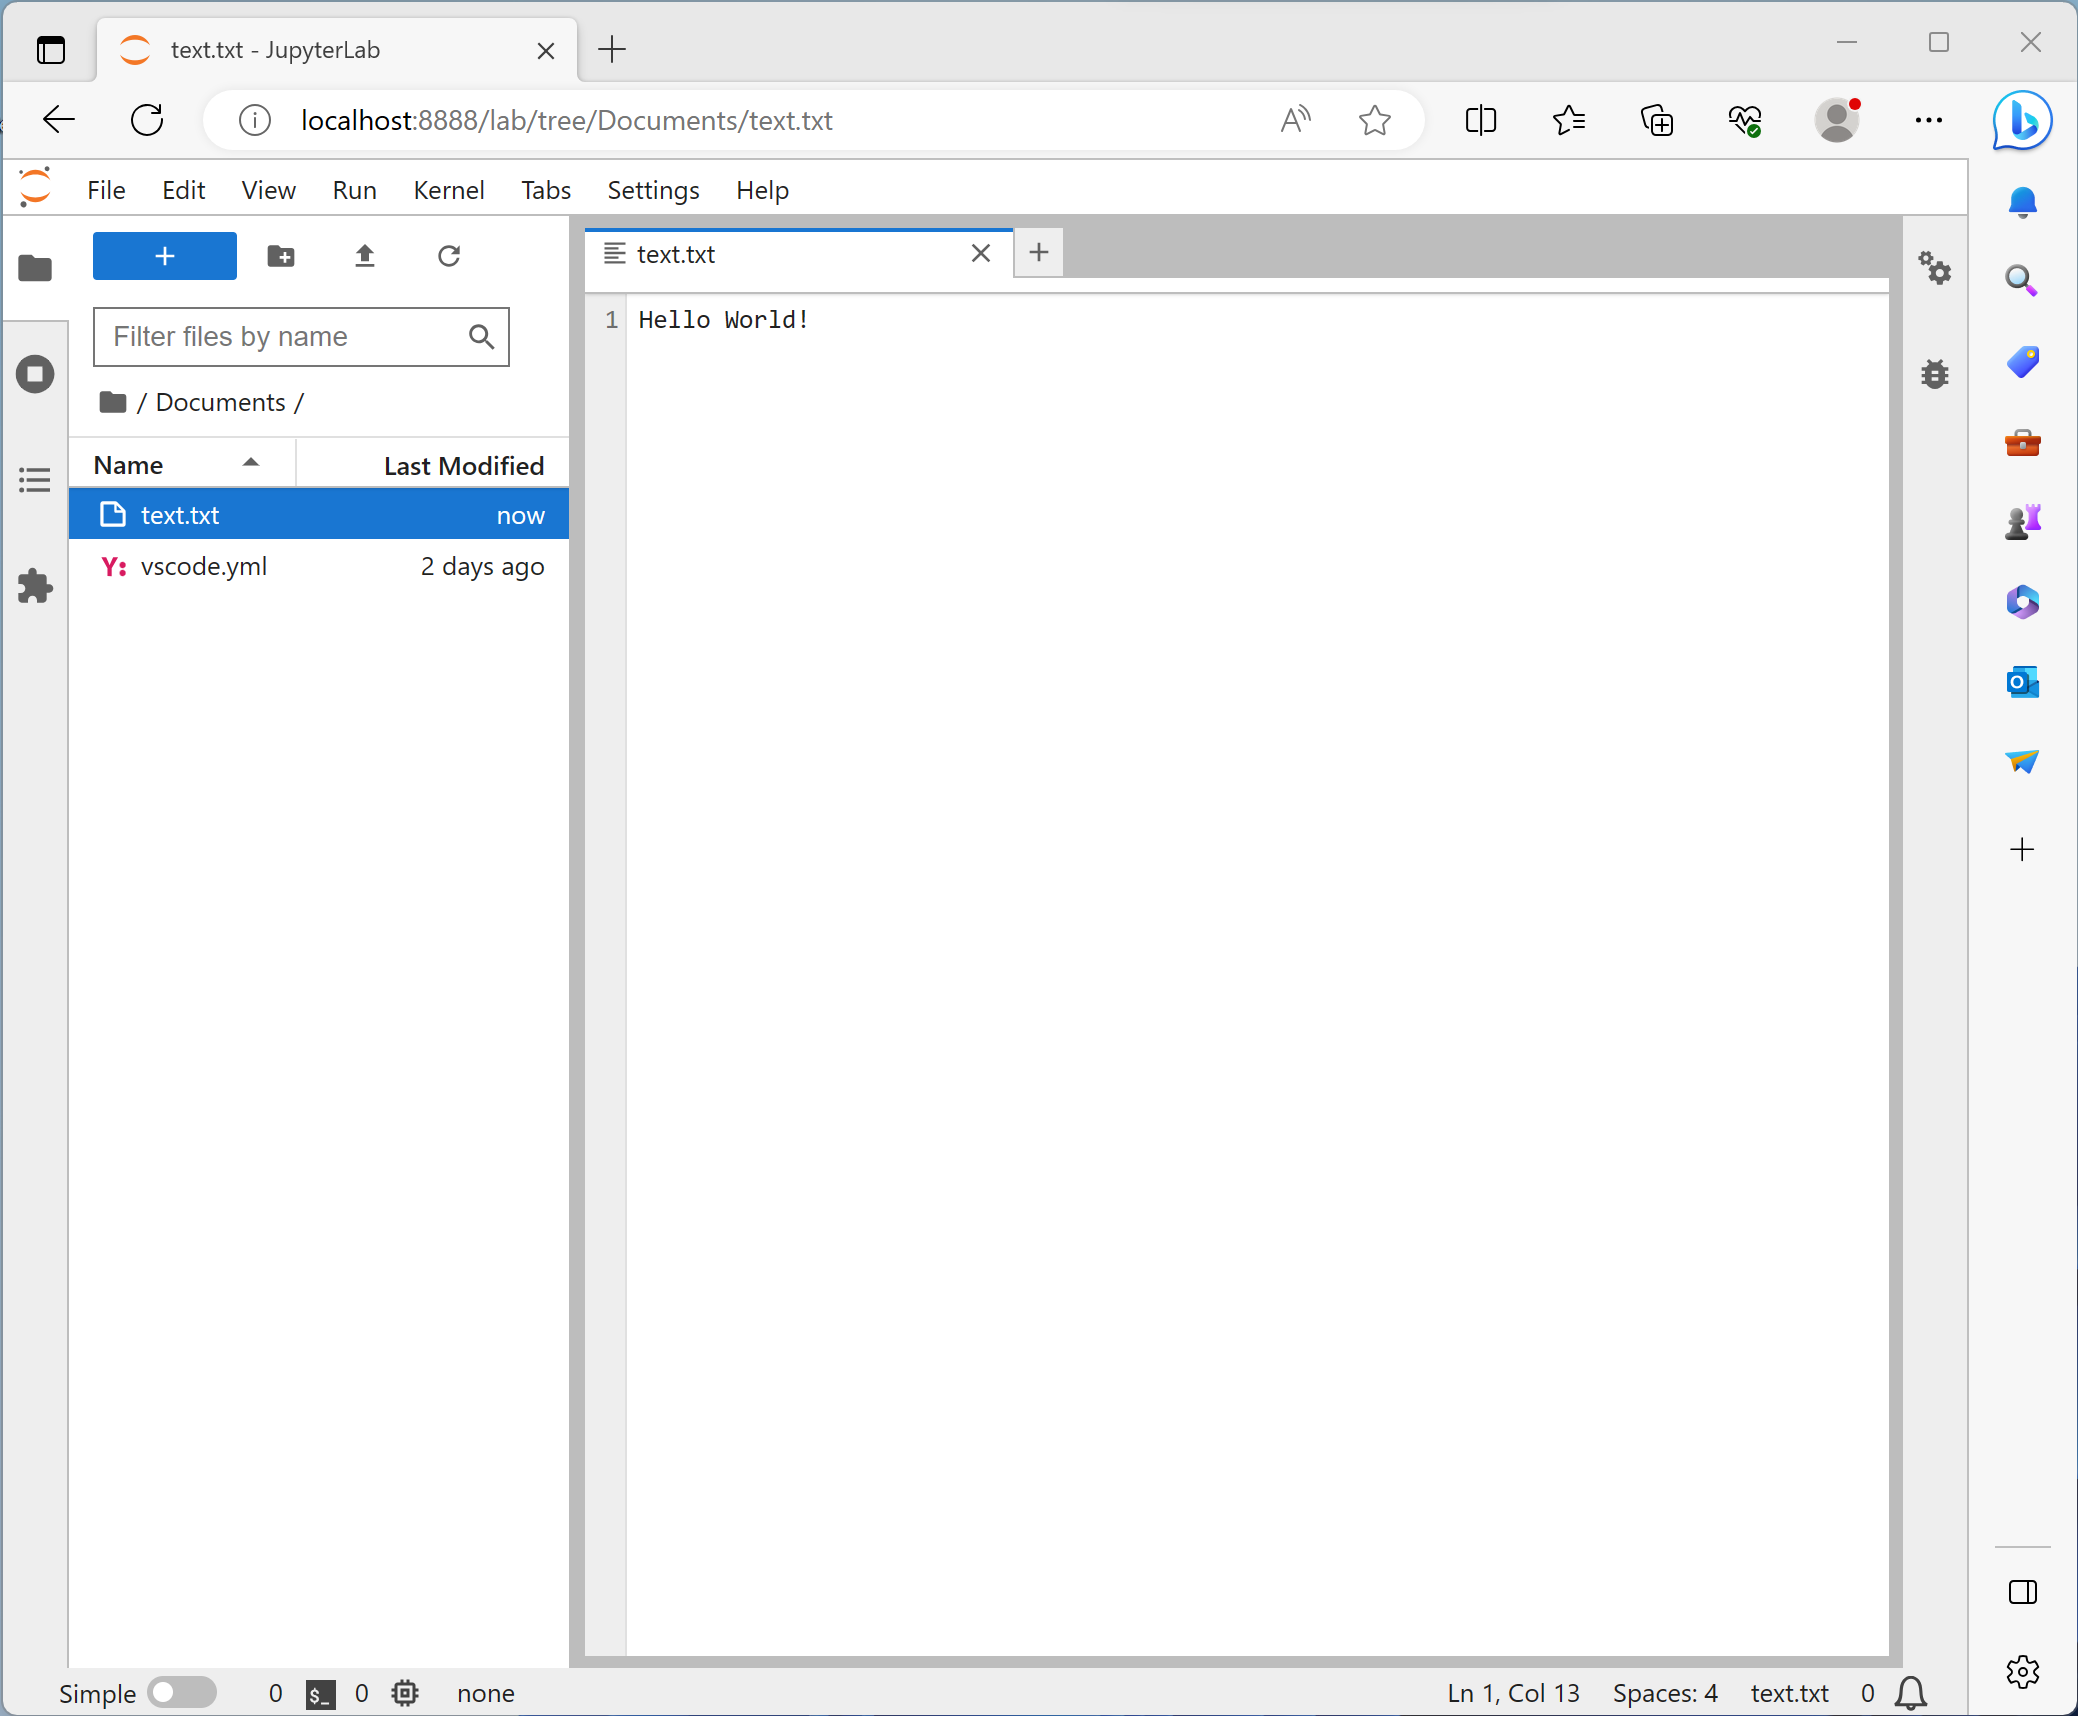 text.txt - JupyterLab
localhost:8888/lab/tree/Documents/text.txt
File Edit View Run Kernel Tabs Settings Help
text.txt
Filter files by name
/ Documents /
Name Last Modified
text.txt now
vscode.yml 2 days ago
1 Hello World!
Simple 0 $_ 0 none Ln 1, Col 13 Spaces: 4 text.txt 0